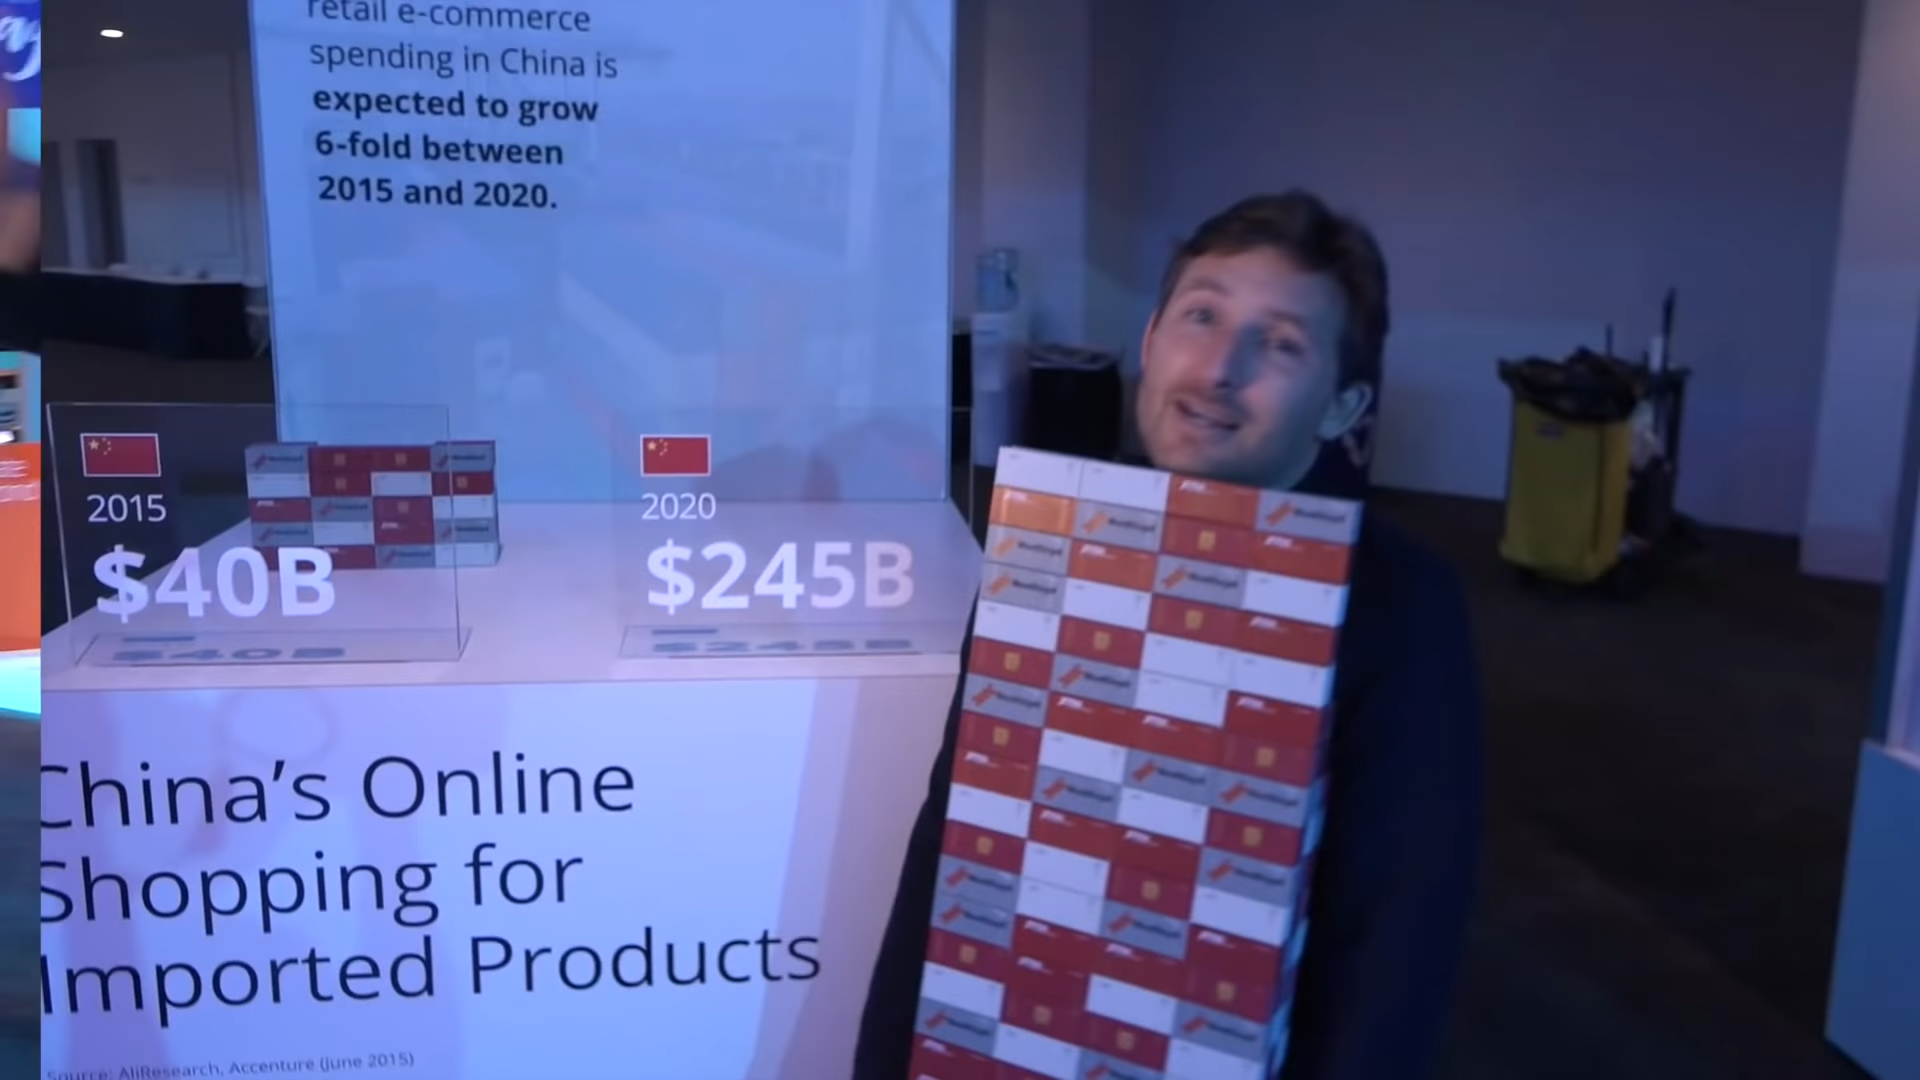 retail e-commerce
spending in China is
expected to grow
6-fold between
2015 and 2020.
2015
$40B
2020
$245B
China's Online
Shopping for
Imported Products
Source: AliResearch, Accenture (June 2015)